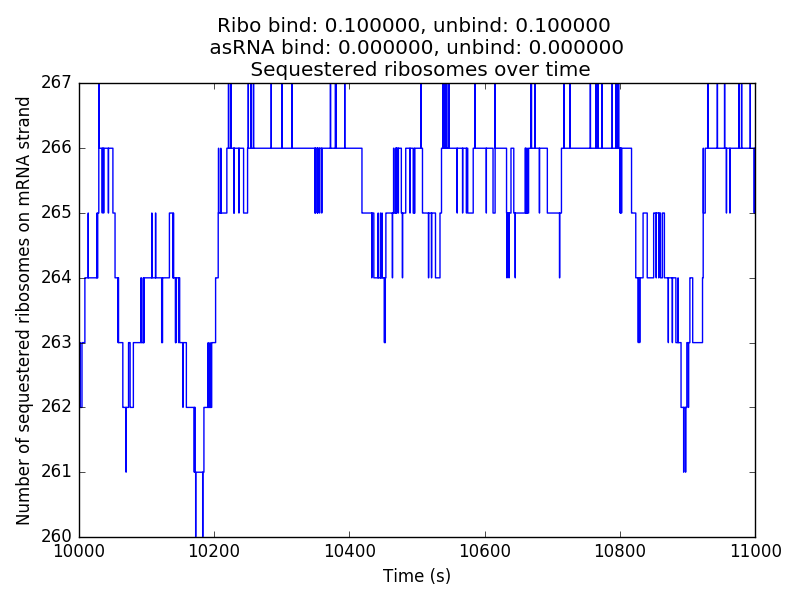 Ribo bind: 0.100000, unbind: 0.100000
asRNA bind: 0.000000, unbind: 0.000000
Sequestered ribosomes over time
Number of sequestered ribosomes on mRNA strand
267
266
265
264
263
262
261
260
10000 10200 10400 10600 10800 11000
Time (s)